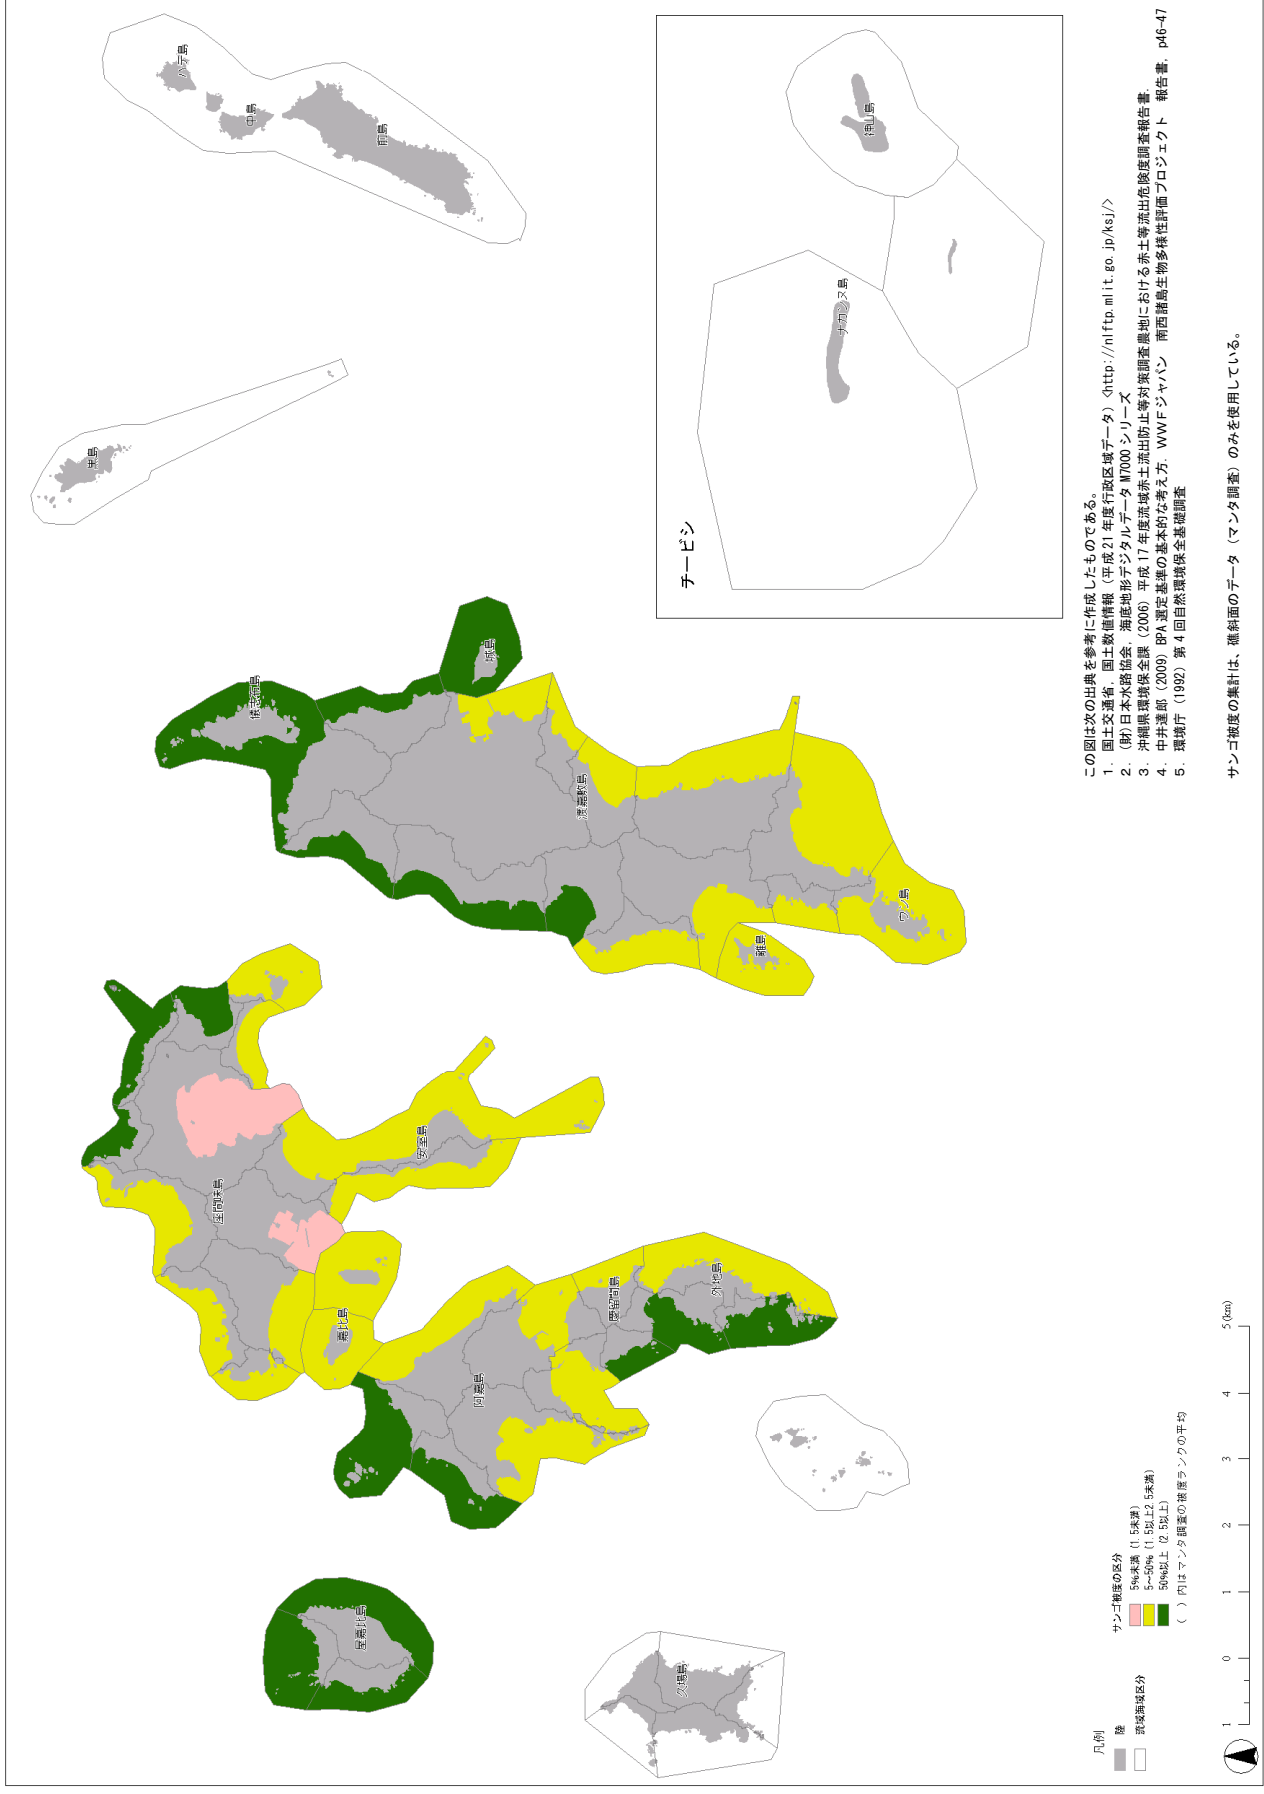 ハテ島
中島
前島
黒島
チービシ
神山島
ナガンヌ島
儀志布島
城島
渡嘉敷島
離島
ウン島
座間味島
安室島
嘉比島
阿嘉島
慶留間島
外地島
屋嘉比島
久場島
この図は次の出典を参考に作成したものである。
1. 国土交通省. 国土数値情報（平成21年度行政区域データ）<http://nlftp.mlit.go.jp/ksj/>
2. （財）日本水路協会. 海底地形デジタルデータ M7000シリーズ
3. 沖縄県環境保全課（2006）平成17年度流域赤土流出防止等対策調査農地における赤土等流出危険度調査報告書.
4. 中井達郎（2009）BPA選定基準の基本的な考え方. WWFジャパン 南西諸島生物多様性評価プロジェクト 報告書, p46-47
5. 環境庁（1992）第4回自然環境保全基礎調査
サンゴ被度の集計は、礁斜面のデータ（マンタ調査）のみを使用している。
凡例
陸
流域海域区分
サンゴ被度の区分
5%未満（1.5未満）
5～50%（1.5以上2.5未満）
50%以上（2.5以上）
（ ）内はマンタ調査の被度ランクの平均
1 0 1 2 3 4 5(km)